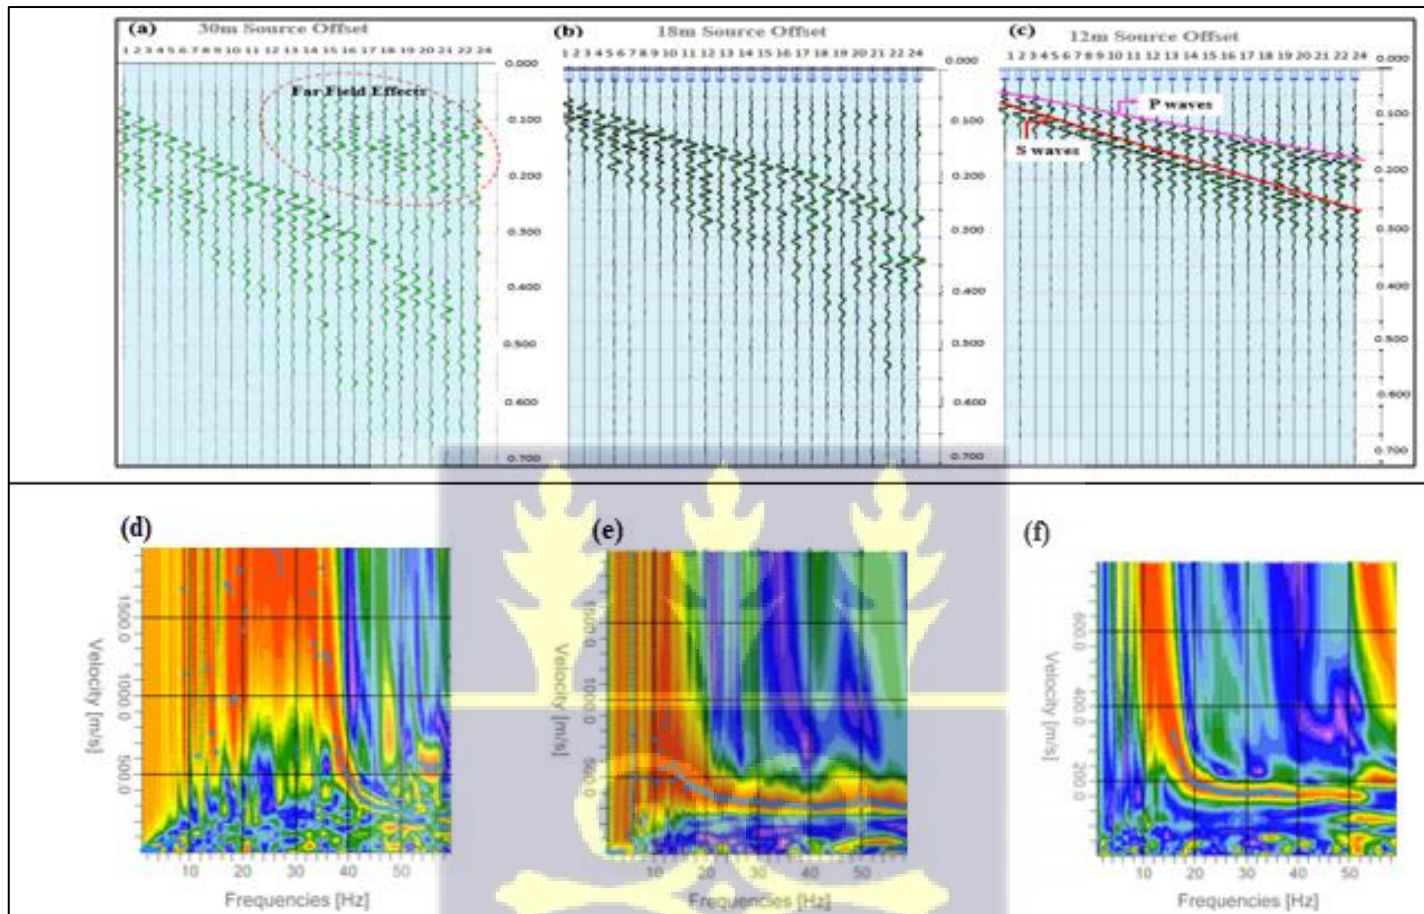 (a) 30m Source Offset
1 2 3 4 5 6 7 8 9 10 11 12 13 14 15 16 17 18 19 20 21 22 23 24
0.000
Far Field Effects
0.100
0.200
0.300
0.400
0.500
0.600
0.700
(b) 18m Source Offset
1 2 3 4 5 6 7 8 9 10 11 12 13 14 15 16 17 18 19 20 21 22 23 24
0.000
0.100
0.200
0.300
0.400
0.500
0.600
0.700
(c) 12m Source Offset
1 2 3 4 5 6 7 8 9 10 11 12 13 14 15 16 17 18 19 20 21 22 23 24
0.000
P waves
0.100
S waves
0.200
0.300
0.400
0.500
0.600
0.700
(d)
1500.0
1000.0
500.0
Velocity [m/s]
10 20 30 40 50
Frequencies [Hz]
(e)
1500.0
1000.0
500.0
Velocity [m/s]
10 20 30 40 50
Frequencies [Hz]
(f)
600.0
400.0
200.0
Velocity [m/s]
10 20 30 40 50
Frequencies [Hz]